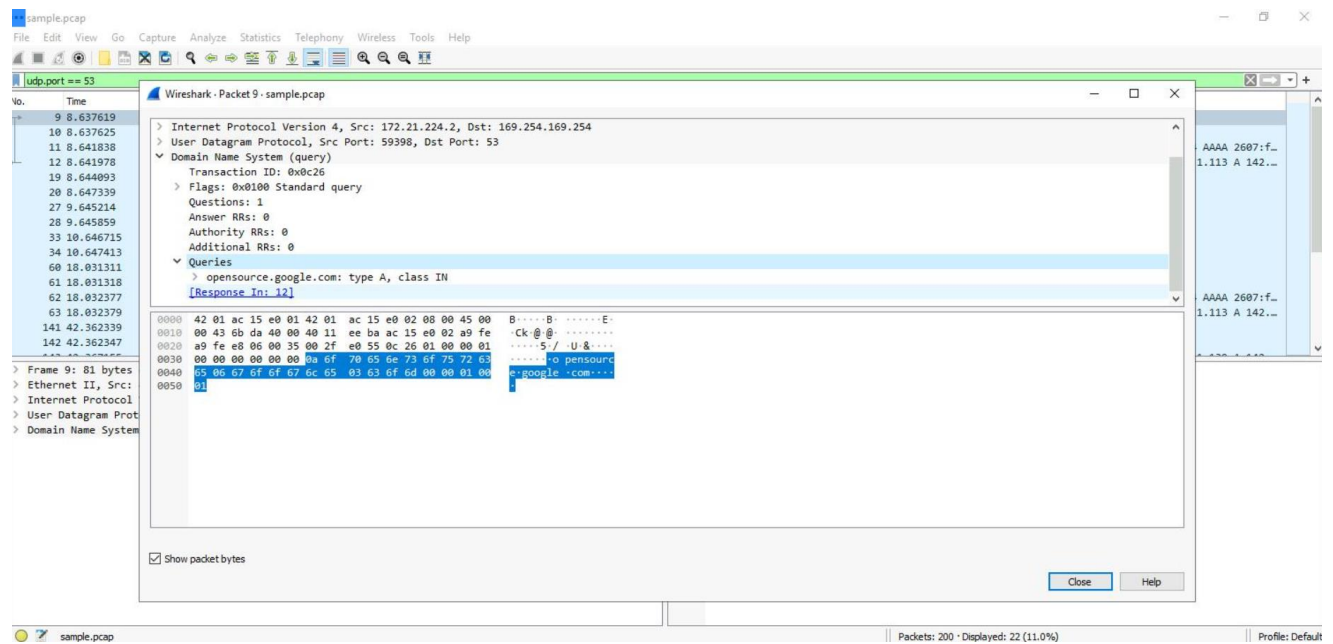 sample.pcap
File Edit View Go Capture Analyze Statistics Telephony Wireless Tools Help
udp.port == 53
No. Time
9 8.637619
10 8.637625
11 8.641838
12 8.641978
19 8.644093
20 8.647339
27 9.645214
28 9.645859
33 10.646715
34 10.647413
60 18.031311
61 18.031318
62 18.032377
63 18.032379
141 42.362339
142 42.362347
AAAA 2607:f…
1.113 A 142.…
AAAA 2607:f…
1.113 A 142.…
Frame 9: 81 bytes
Ethernet II, Src:
Internet Protocol
User Datagram Prot
Domain Name System
Wireshark · Packet 9 · sample.pcap
Internet Protocol Version 4, Src: 172.21.224.2, Dst: 169.254.169.254
User Datagram Protocol, Src Port: 59398, Dst Port: 53
Domain Name System (query)
Transaction ID: 0x0c26
Flags: 0x0100 Standard query
Questions: 1
Answer RRs: 0
Authority RRs: 0
Additional RRs: 0
Queries
opensource.google.com: type A, class IN
[Response In: 12]
0000 42 01 ac 15 e0 01 42 01 ac 15 e0 02 08 00 45 00 B·····B· ······E·
0010 00 43 6b da 40 00 40 11 ee ba ac 15 e0 02 a9 fe ·Ck·@·@· ········
0020 a9 fe e8 06 00 35 00 2f e0 55 0c 26 01 00 00 01 ·····5·/ ·U·&····
0030 00 00 00 00 00 00 0a 6f 70 65 6e 73 6f 75 72 63 ·······o pensourc
0040 65 06 67 6f 6f 67 6c 65 03 63 6f 6d 00 00 01 00 e·google ·com····
0050 01 ·
Show packet bytes
Close Help
sample.pcap Packets: 200 · Displayed: 22 (11.0%) Profile: Default